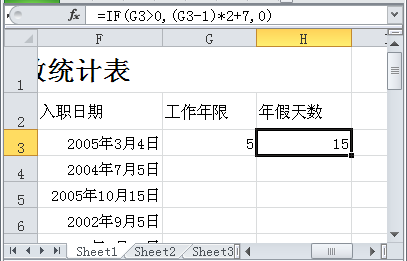 =IF(G3>0,(G3-1)*2+7,0)
F G H
1 统计表
2 入职日期 工作年限 年假天数
3 2005年3月4日 5 15
4 2004年7月5日
5 2005年10月15日
6 2002年9月5日
Sheet1 Sheet2 Sheet3